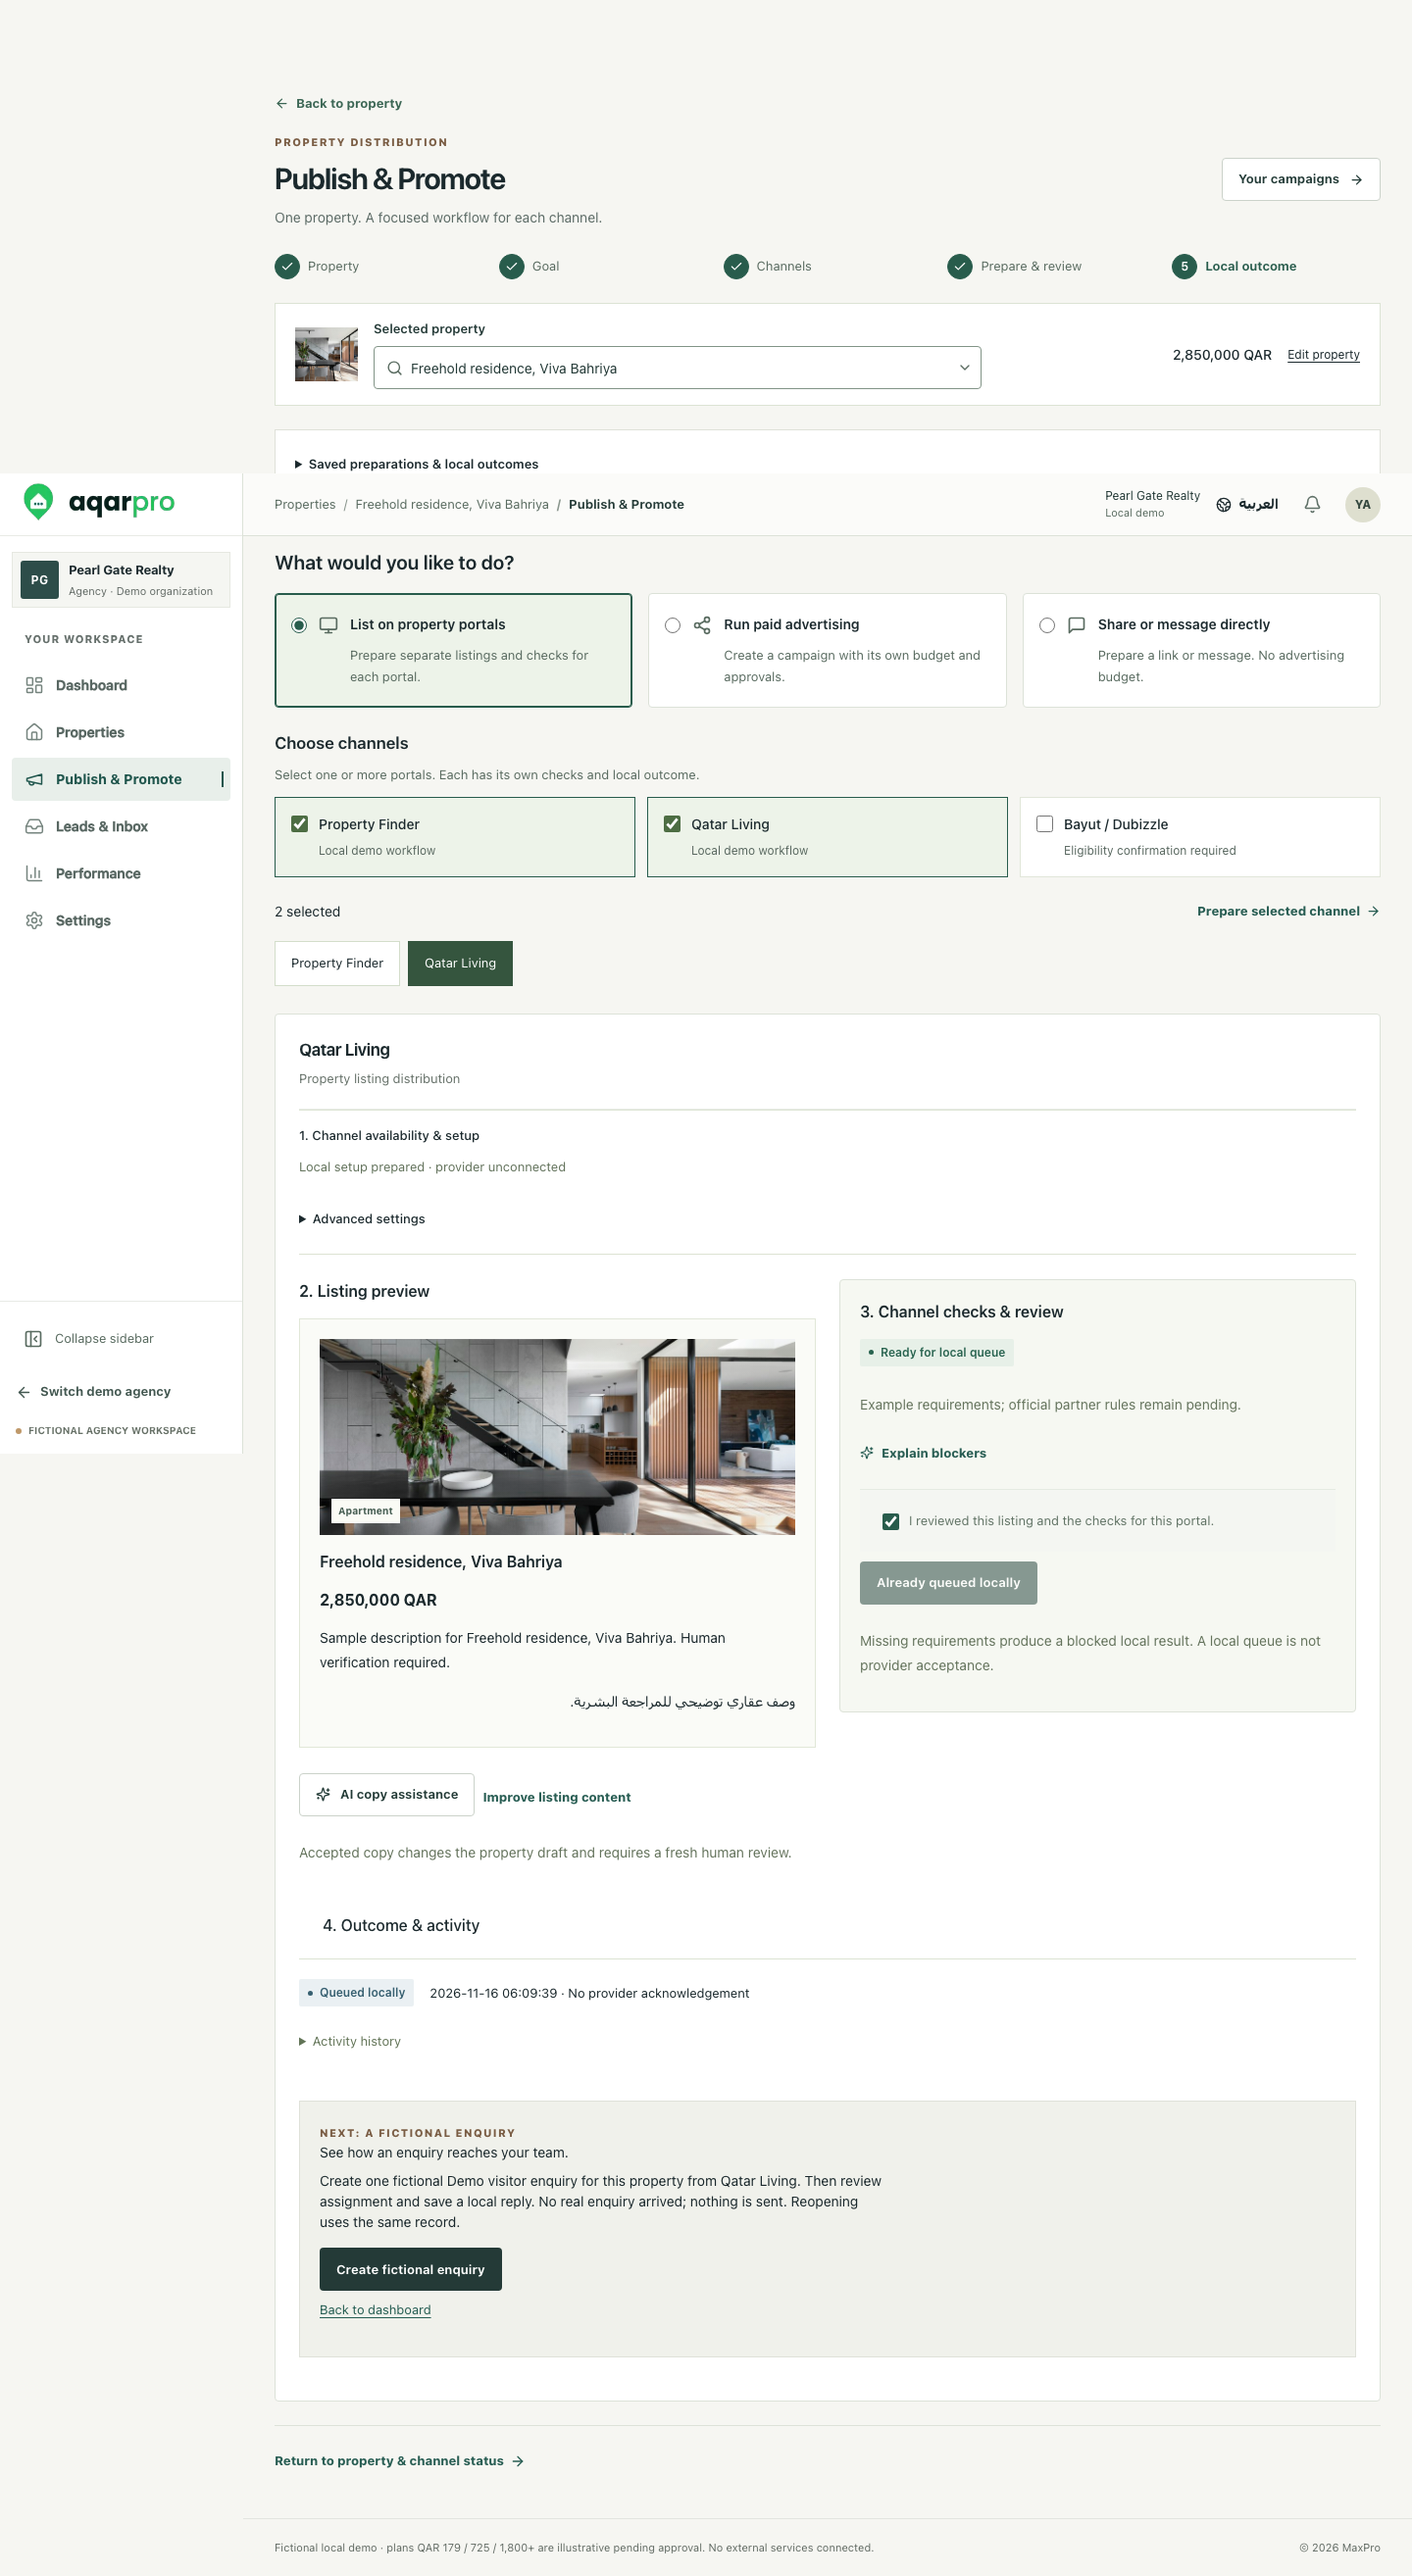 Back to property
PROPERTY DISTRIBUTION
Publish & Promote
Your campaigns
One property. A focused workflow for each channel.
Property
Goal
Channels
Prepare & review
5
Local outcome
Selected property
Freehold residence, Viva Bahriya
2,850,000 QAR
Edit property
Saved preparations & local outcomes
aqarpro
Properties / Freehold residence, Viva Bahriya / Publish & Promote
Pearl Gate Realty
Local demo
العربية
YA
PG
Pearl Gate Realty
Agency · Demo organization
YOUR WORKSPACE
Dashboard
Properties
Publish & Promote
Leads & Inbox
Performance
Settings
Collapse sidebar
Switch demo agency
FICTIONAL AGENCY WORKSPACE
What would you like to do?
List on property portals
Prepare separate listings and checks for
each portal.
Run paid advertising
Create a campaign with its own budget and
approvals.
Share or message directly
Prepare a link or message. No advertising
budget.
Choose channels
Select one or more portals. Each has its own checks and local outcome.
Property Finder
Local demo workflow
Qatar Living
Local demo workflow
Bayut / Dubizzle
Eligibility confirmation required
2 selected
Prepare selected channel
Property Finder
Qatar Living
Qatar Living
Property listing distribution
1. Channel availability & setup
Local setup prepared · provider unconnected
Advanced settings
2. Listing preview
Apartment
Freehold residence, Viva Bahriya
2,850,000 QAR
Sample description for Freehold residence, Viva Bahriya. Human
verification required.
وصف عقاري توضيحي للمراجعة البشرية.
3. Channel checks & review
Ready for local queue
Example requirements; official partner rules remain pending.
Explain blockers
I reviewed this listing and the checks for this portal.
Already queued locally
Missing requirements produce a blocked local result. A local queue is not
provider acceptance.
AI copy assistance
Improve listing content
Accepted copy changes the property draft and requires a fresh human review.
4. Outcome & activity
Queued locally
2026-11-16 06:09:39 · No provider acknowledgement
Activity history
NEXT: A FICTIONAL ENQUIRY
See how an enquiry reaches your team.
Create one fictional Demo visitor enquiry for this property from Qatar Living. Then review
assignment and save a local reply. No real enquiry arrived; nothing is sent. Reopening
uses the same record.
Create fictional enquiry
Back to dashboard
Return to property & channel status
Fictional local demo · plans QAR 179 / 725 / 1,800+ are illustrative pending approval. No external services connected.
© 2026 MaxPro